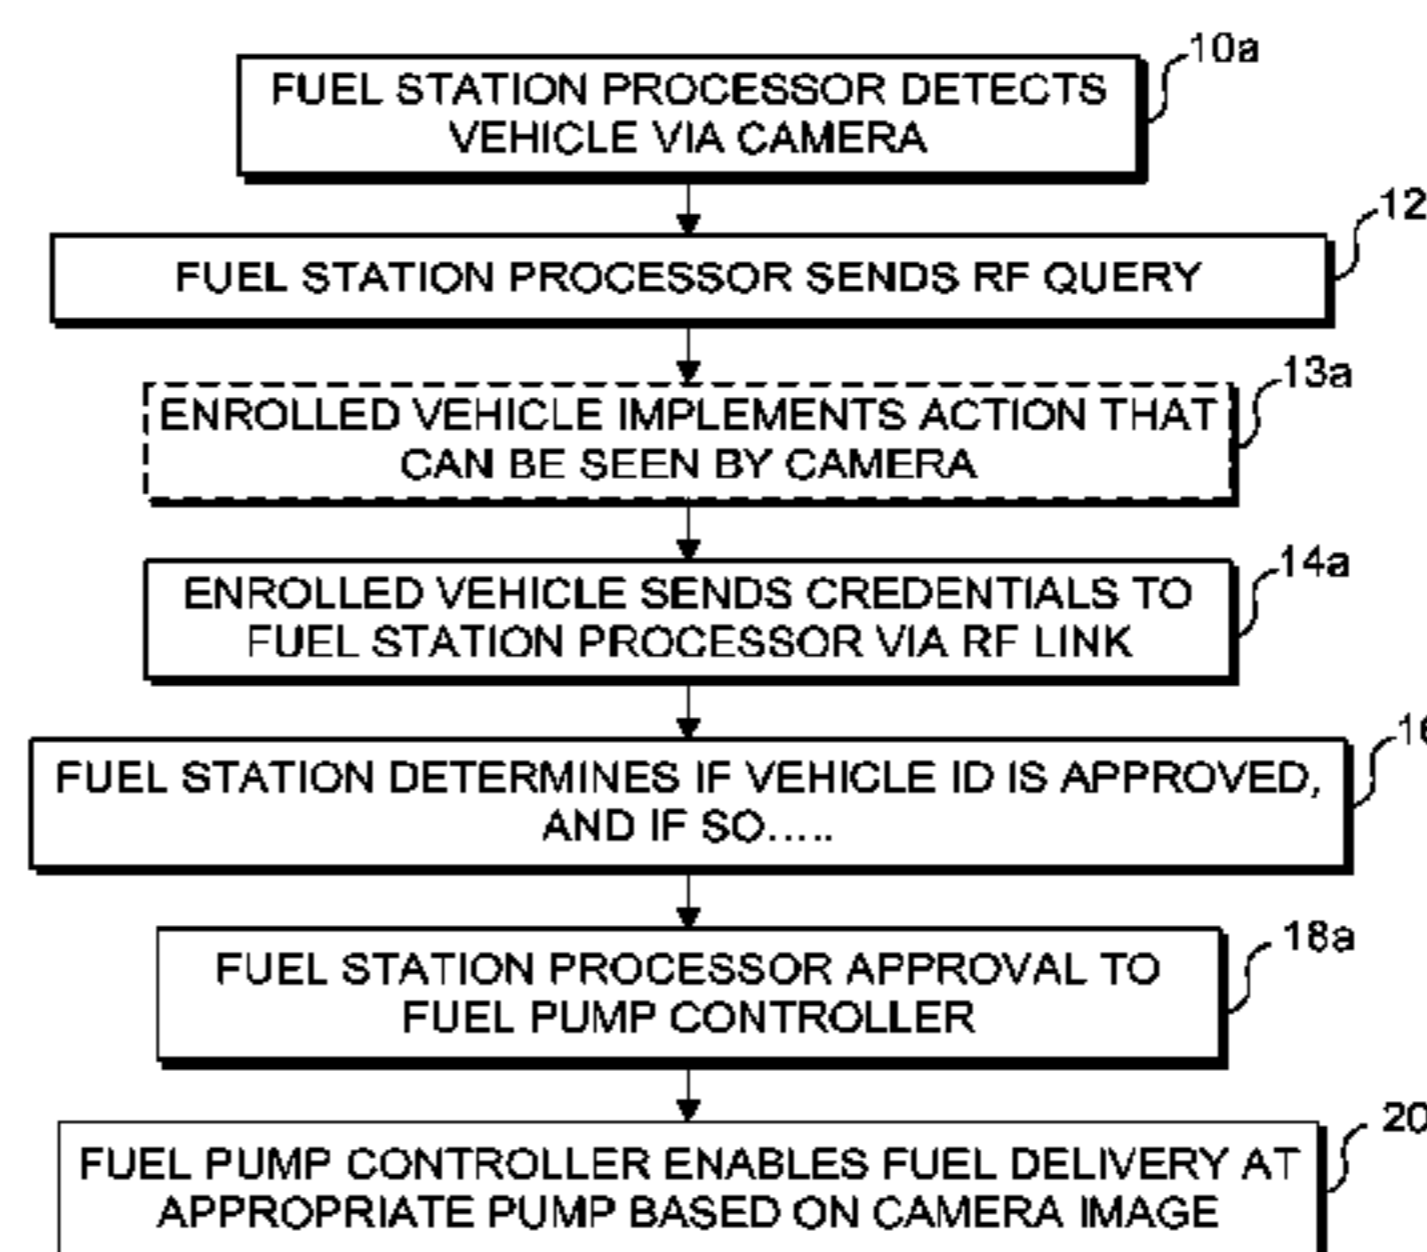 10a
FUEL STATION PROCESSOR DETECTS
VEHICLE VIA CAMERA
12
FUEL STATION PROCESSOR SENDS RF QUERY
13a
ENROLLED VEHICLE IMPLEMENTS ACTION THAT
CAN BE SEEN BY CAMERA
14a
ENROLLED VEHICLE SENDS CREDENTIALS TO
FUEL STATION PROCESSOR VIA RF LINK
16
FUEL STATION DETERMINES IF VEHICLE ID IS APPROVED,
AND IF SO.....
18a
FUEL STATION PROCESSOR APPROVAL TO
FUEL PUMP CONTROLLER
20
FUEL PUMP CONTROLLER ENABLES FUEL DELIVERY AT
APPROPRIATE PUMP BASED ON CAMERA IMAGE